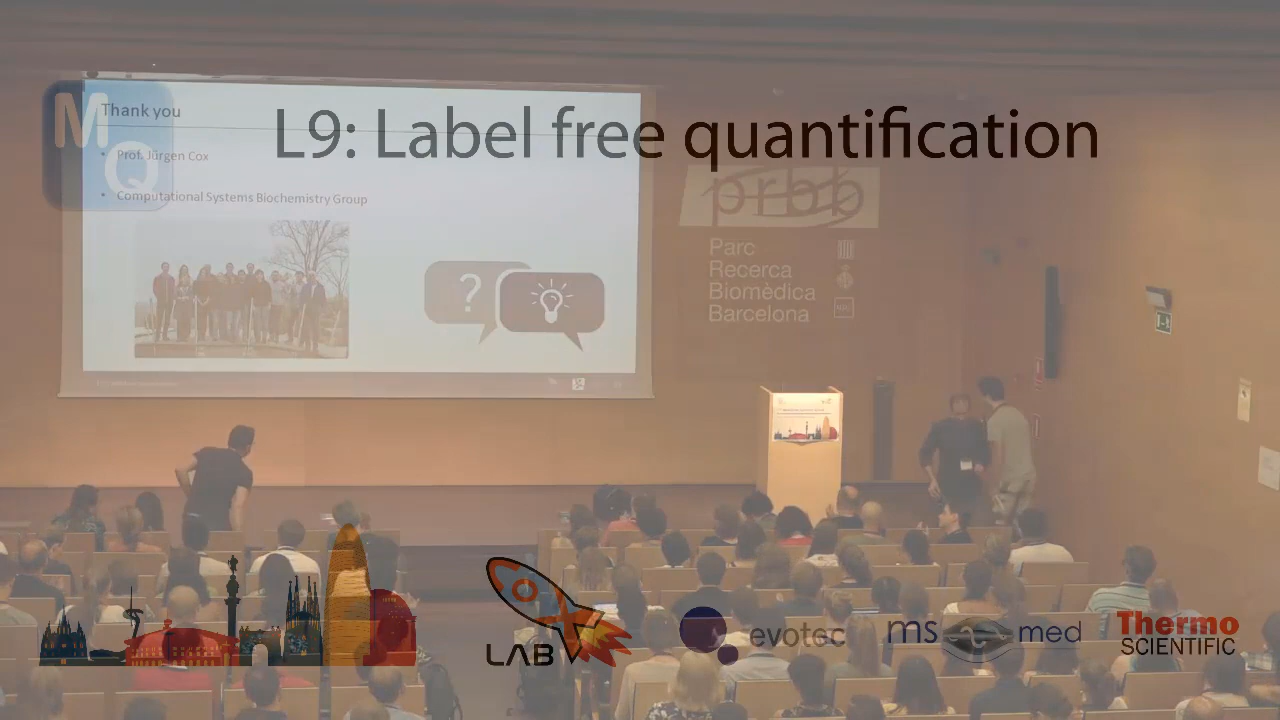 M
Q
L9: Label free quantification
Thank you
• Prof. Jürgen Cox
• Computational Systems Biochemistry Group
?
prbb
Parc
Recerca
Biomèdica
Barcelona
COX
LAB
evotec
ms med
Thermo
SCIENTIFIC